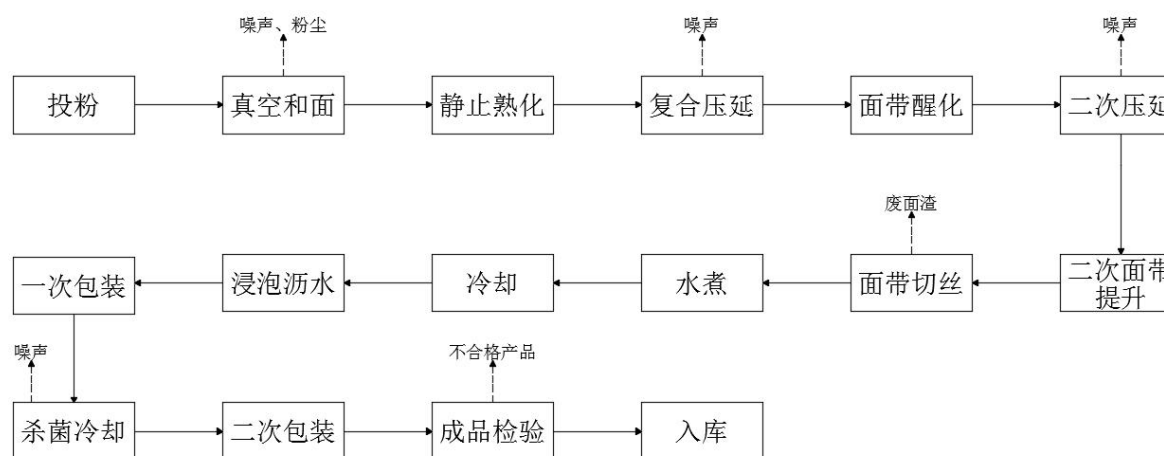 噪声、粉尘
噪声
噪声
投粉
真空和面
静止熟化
复合压延
面带醒化
二次压延
废面渣
一次包装
浸泡沥水
冷却
水煮
面带切丝
二次面带
提升
噪声
不合格产品
杀菌冷却
二次包装
成品检验
入库